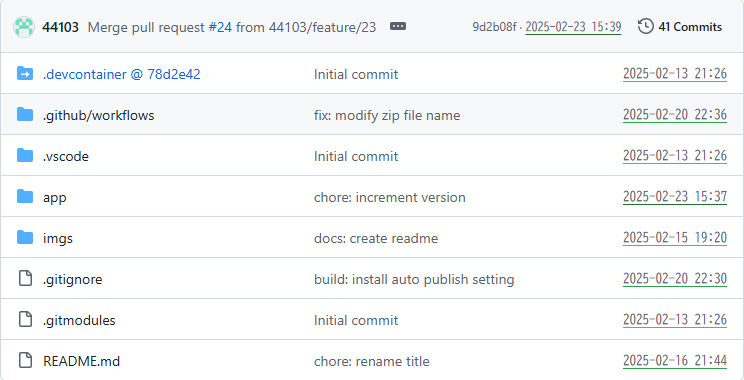 44103 Merge pull request #24 from 44103/feature/23 9d2b08f · 2025-02-23 15:39 41 Commits
.devcontainer @ 78d2e42 Initial commit 2025-02-13 21:26
.github/workflows fix: modify zip file name 2025-02-20 22:36
.vscode Initial commit 2025-02-13 21:26
app chore: increment version 2025-02-23 15:37
imgs docs: create readme 2025-02-15 19:20
.gitignore build: install auto publish setting 2025-02-20 22:30
.gitmodules Initial commit 2025-02-13 21:26
README.md chore: rename title 2025-02-16 21:44